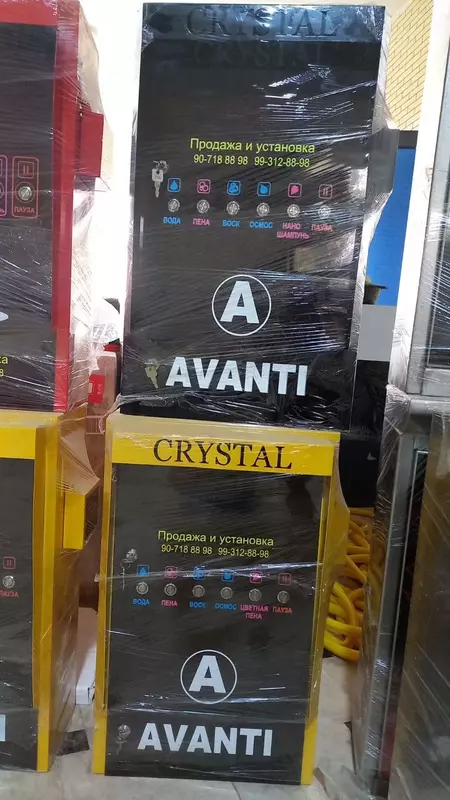 CRYSTAL
CRYSTAL
Продажа и установка
90-718 88 98 99-312-88-98
ВОДА ПЕНА ВОСК ОСМОС НАНО ШАМПУНЬ ПАУЗА
A
AVANTI
ПАУЗА
CRYSTAL
Продажа и установка
90-718 88 98 99-312-88-98
ВОДА ПЕНА ВОСК ОСМОС ЦВЕТНАЯ ПЕНА ПАУЗА
A
AVANTI
ПАУЗА